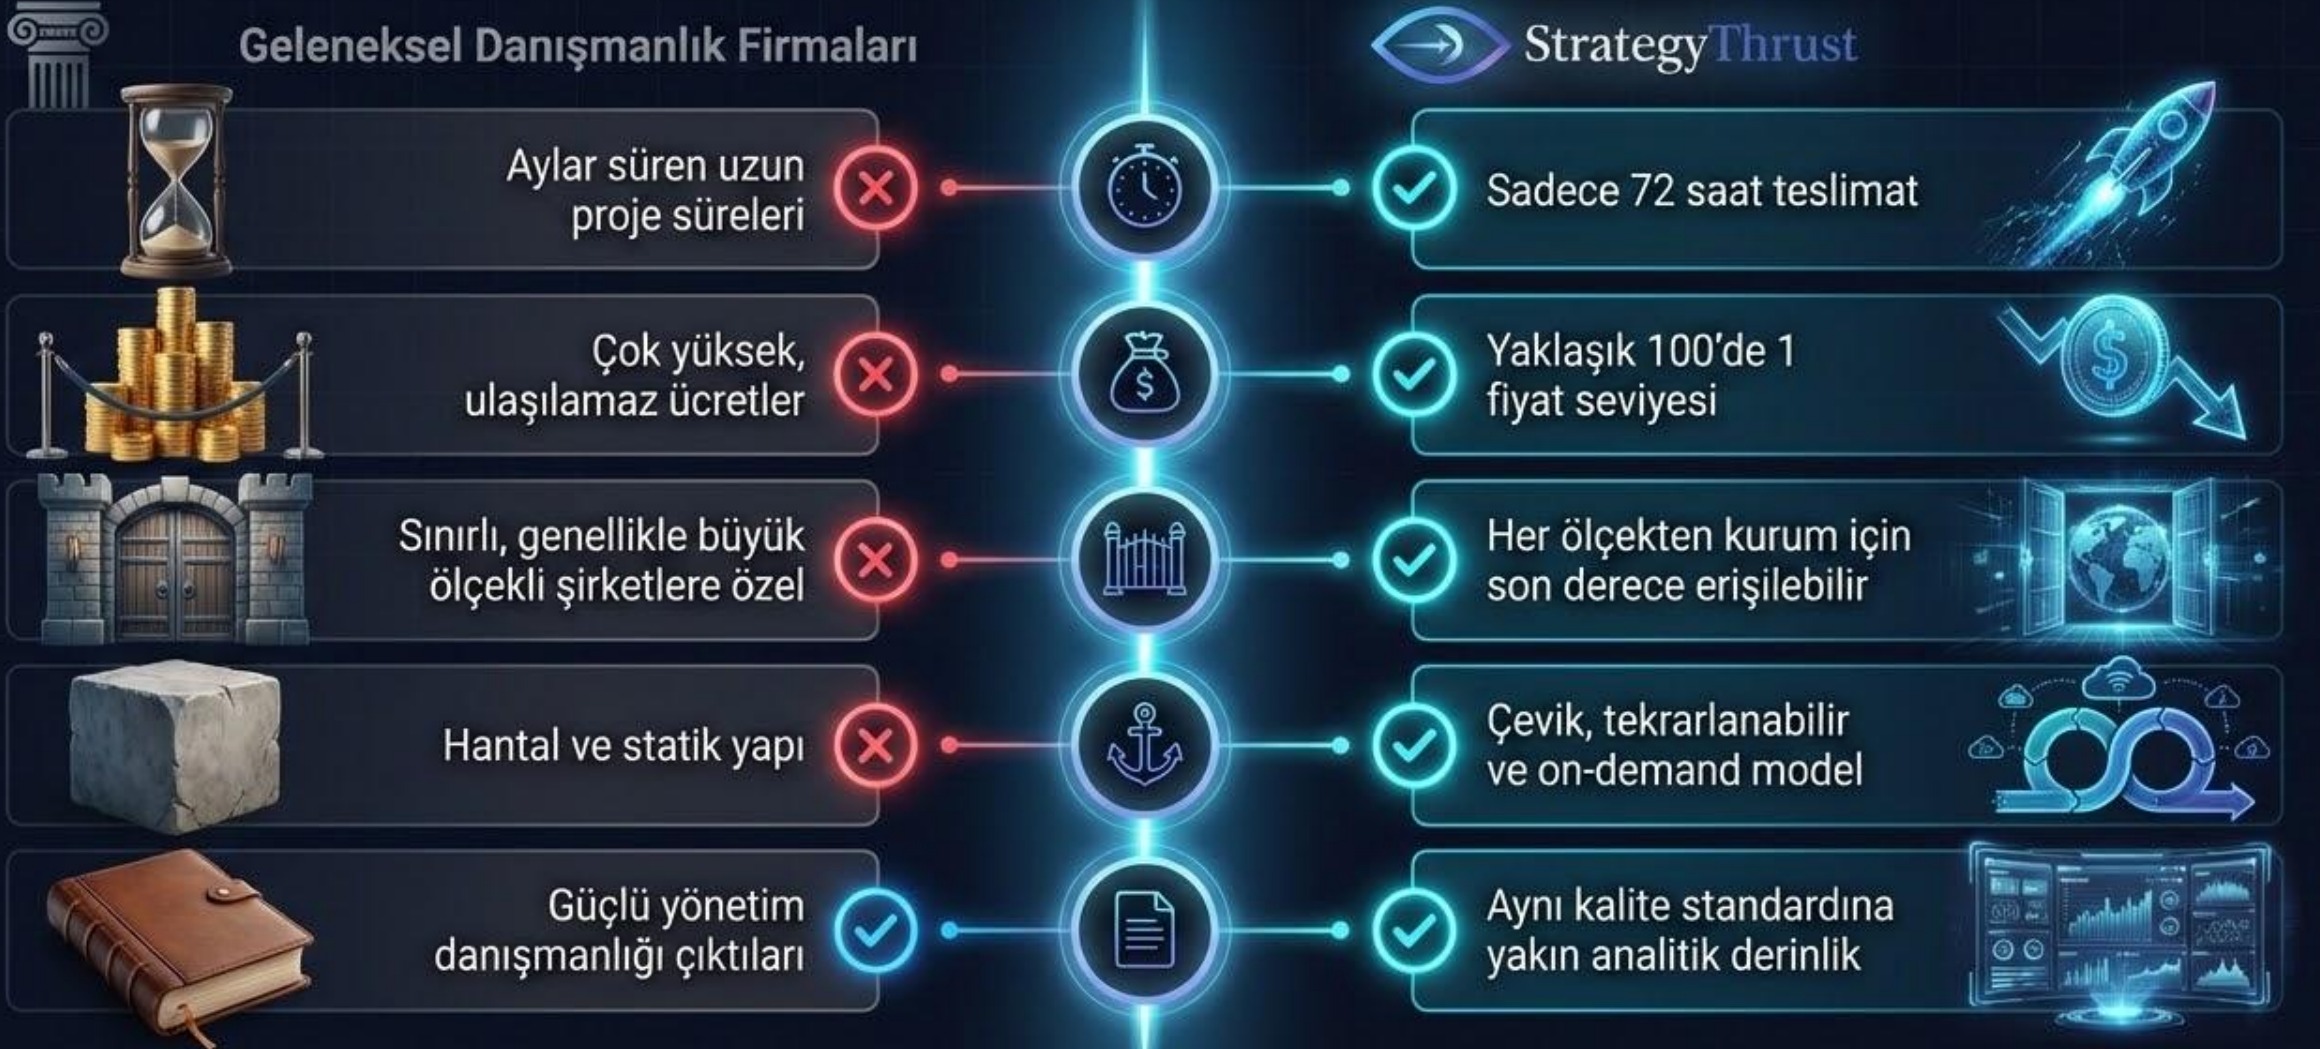 Geleneksel Danışmanlık Firmaları
StrategyThrust
Aylar süren uzun
proje süreleri
Sadece 72 saat teslimat
Çok yüksek,
ulaşılamaz ücretler
Yaklaşık 100’de 1
fiyat seviyesi
Sınırlı, genellikle büyük
ölçekli şirketlere özel
Her ölçekten kurum için
son derece erişilebilir
Hantal ve statik yapı
Çevik, tekrarlanabilir
ve on-demand model
Güçlü yönetim
danışmanlığı çıktıları
Aynı kalite standardına
yakın analitik derinlik